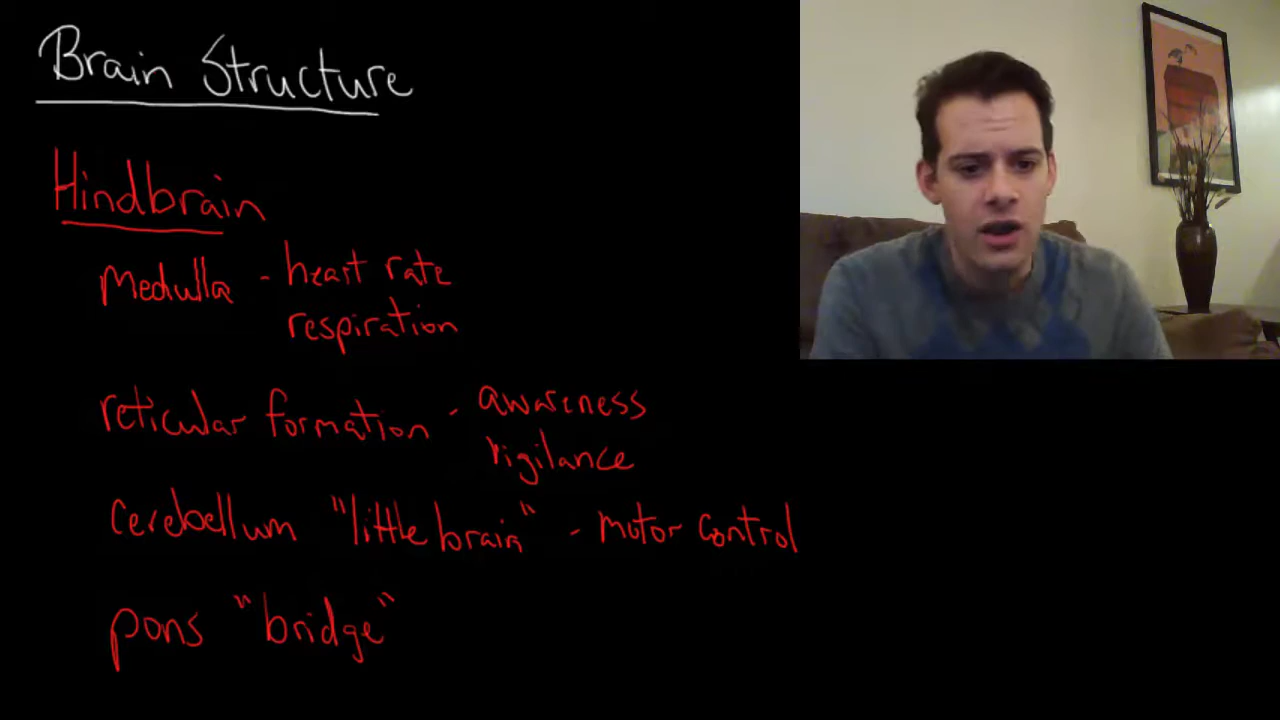 Brain Structure
Hindbrain
Medulla - heart rate
respiration
reticular formation - awareness
vigilance
cerebellum "little brain" - motor control
pons "bridge"